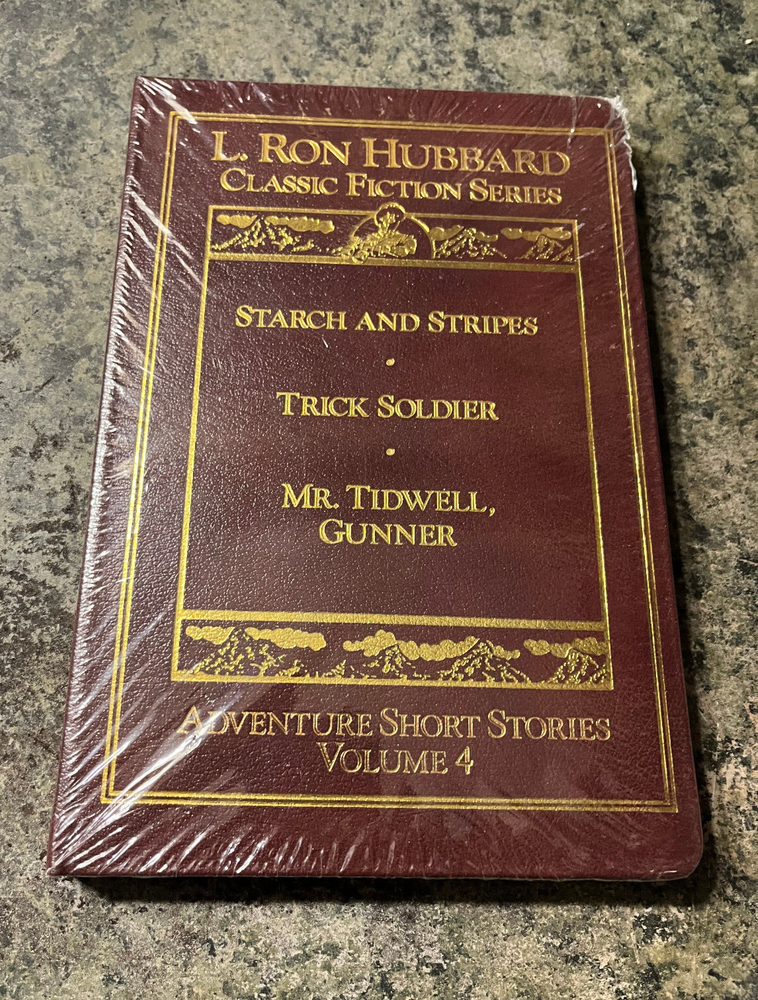 L. RON HUBBARD
CLASSIC FICTION SERIES
STARCH AND STRIPES
•
TRICK SOLDIER
•
MR. TIDWELL,
GUNNER
ADVENTURE SHORT STORIES
VOLUME 4